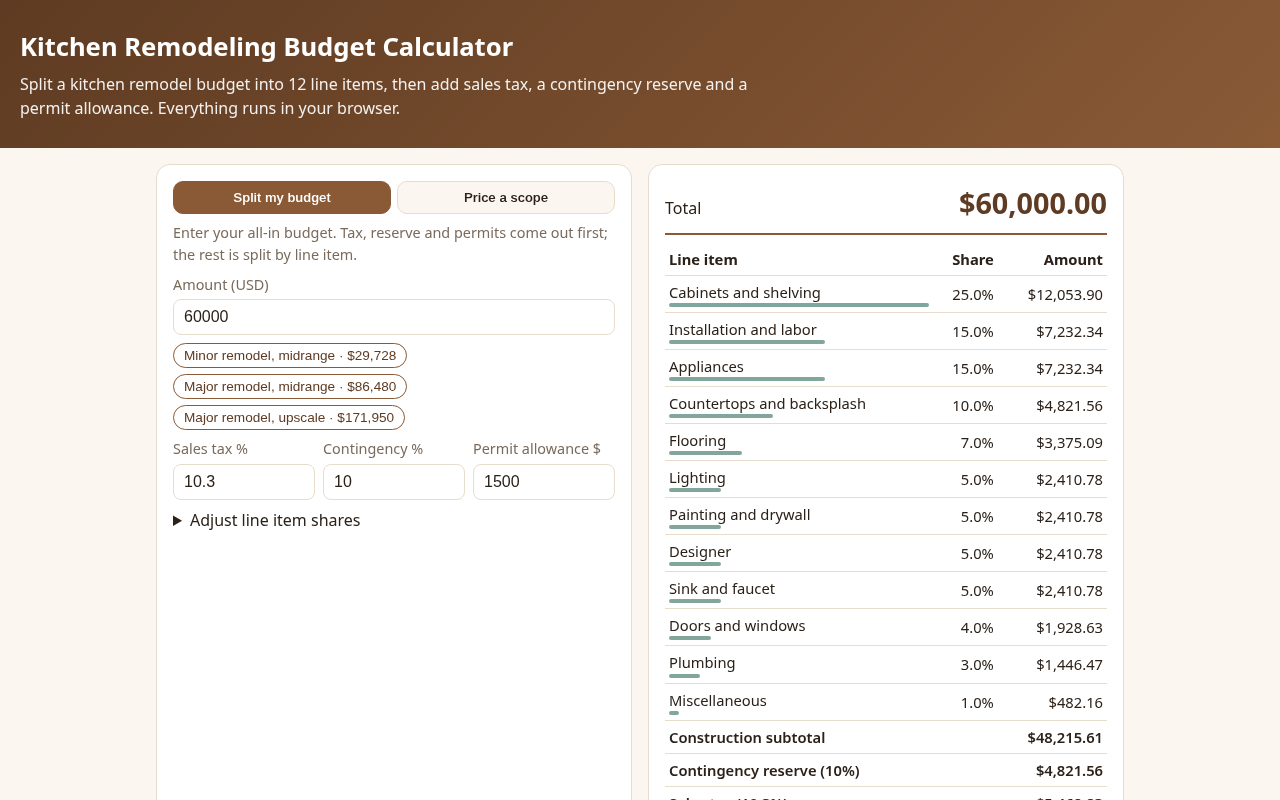 Kitchen Remodeling Budget Calculator
Split a kitchen remodel budget into 12 line items, then add sales tax, a contingency reserve and a
permit allowance. Everything runs in your browser.
Split my budget
Price a scope
Enter your all-in budget. Tax, reserve and permits come out first;
the rest is split by line item.
Amount (USD)
60000
Minor remodel, midrange · $29,728
Major remodel, midrange · $86,480
Major remodel, upscale · $171,950
Sales tax % Contingency % Permit allowance $
10.3 10 1500
Adjust line item shares
Total $60,000.00
Line item Share Amount
Cabinets and shelving 25.0% $12,053.90
Installation and labor 15.0% $7,232.34
Appliances 15.0% $7,232.34
Countertops and backsplash 10.0% $4,821.56
Flooring 7.0% $3,375.09
Lighting 5.0% $2,410.78
Painting and drywall 5.0% $2,410.78
Designer 5.0% $2,410.78
Sink and faucet 5.0% $2,410.78
Doors and windows 4.0% $1,928.63
Plumbing 3.0% $1,446.47
Miscellaneous 1.0% $482.16
Construction subtotal $48,215.61
Contingency reserve (10%) $4,821.56